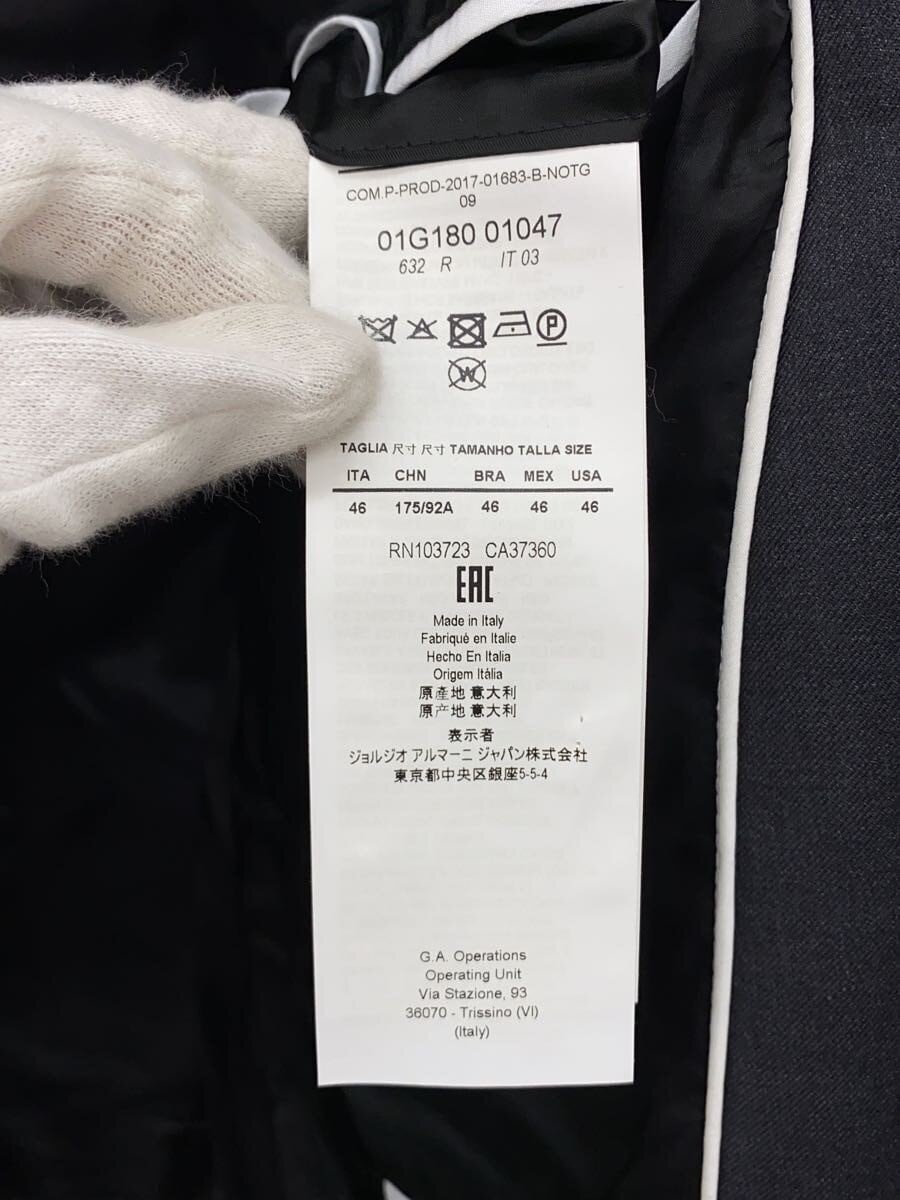 COM.P-PROD-2017-01683-B-NOTG
09
01G180 01047
632 R IT 03
P
W
TAGLIA 尺寸 尺寸 TAMANHO TALLA SIZE
ITA CHN BRA MEX USA
46 175/92A 46 46 46
RN103723 CA37360
EAC
Made in Italy
Fabriqué en Italie
Hecho En Italia
Origem Itália
原產地 意大利
原产地 意大利
表示者
ジョルジオ アルマーニ ジャパン株式会社
東京都中央区銀座5-5-4
G.A. Operations
Operating Unit
Via Stazione, 93
36070 - Trissino (VI)
(Italy)